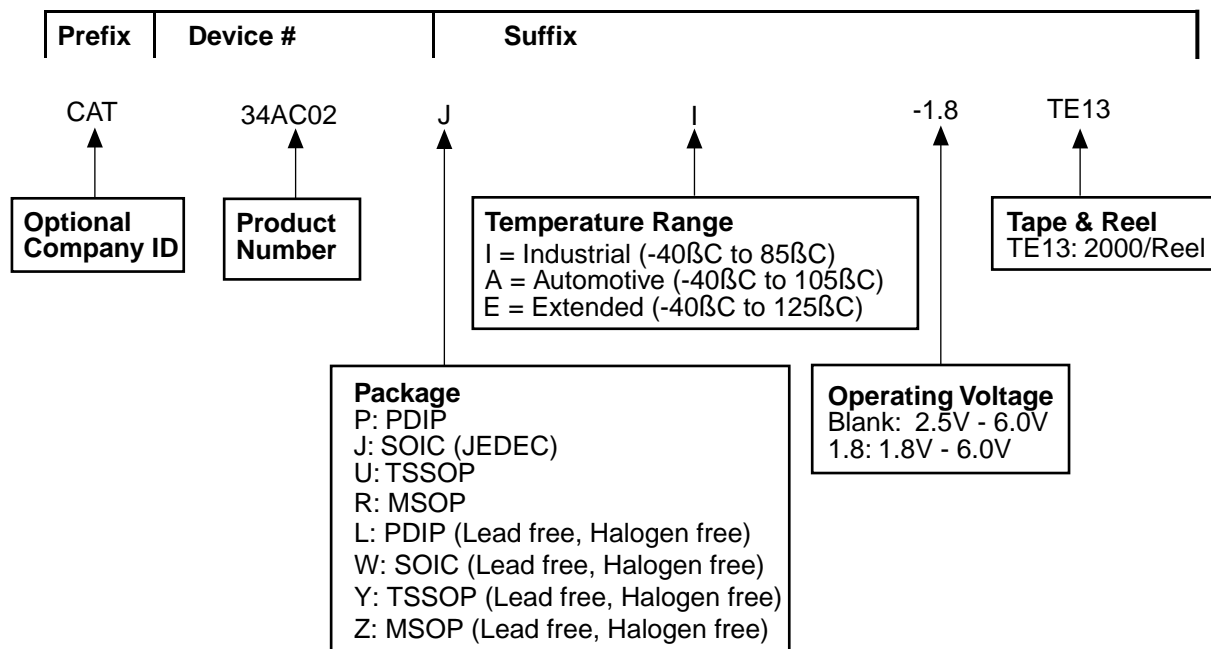 Prefix Device # Suffix
CAT 34AC02 J I -1.8 TE13
Optional
Company ID
Product
Number
Temperature Range
I = Industrial (-40ßC to 85ßC)
A = Automotive (-40ßC to 105ßC)
E = Extended (-40ßC to 125ßC)
Tape & Reel
TE13: 2000/Reel
Package
P: PDIP
J: SOIC (JEDEC)
U: TSSOP
R: MSOP
L: PDIP (Lead free, Halogen free)
W: SOIC (Lead free, Halogen free)
Y: TSSOP (Lead free, Halogen free)
Z: MSOP (Lead free, Halogen free)
Operating Voltage
Blank: 2.5V - 6.0V
1.8: 1.8V - 6.0V